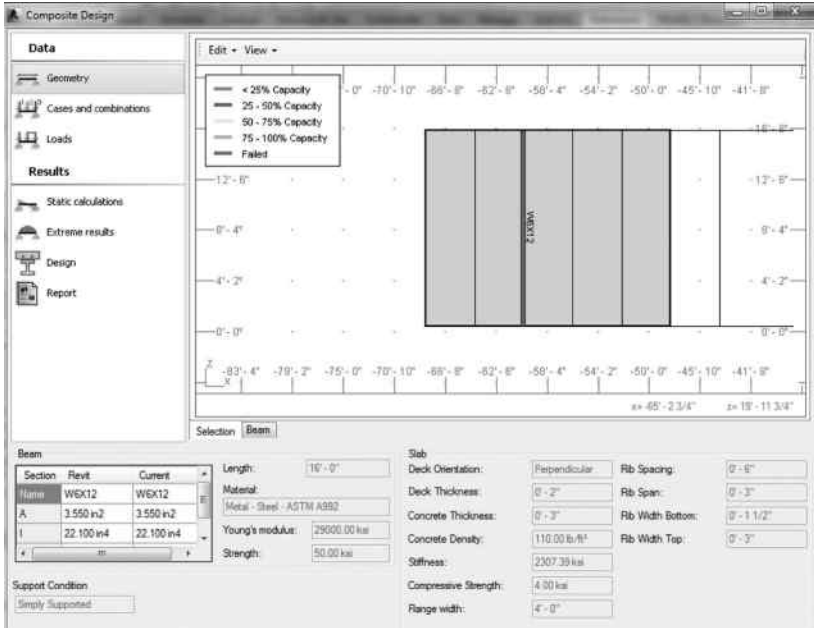 Composite Design
Data
Geometry
Cases and combinations
Loads
Results
Static calculations
Extreme results
Design
Report
Edit View
< 25% Capacity
25 - 50% Capacity
50 - 75% Capacity
75 - 100% Capacity
Failed
-70'- 10" -66'- 8" -62'- 6" -58'- 4" -54'- 2" -50'- 0" -45'- 10" -41'- 8"
12'- 6" 12'- 6"
8'- 4" 8'- 4"
4'- 2" 4'- 2"
0'- 0" 0'- 0"
W6X12
Z
X
-83'- 4" -79'- 2" -75'- 0" -70'- 10" -66'- 8" -62'- 6" -58'- 4" -54'- 2" -50'- 0" -45'- 10" -41'- 8"
x= -65' - 2 3/4" z= 19' - 11 3/4"
Selection Beam
Beam
Section Revit Current
Name W6X12 W6X12
A 3.550 in2 3.550 in2
I 22.100 in4 22.100 in4
Support Condition
Simply Supported
Length: 16' - 0"
Material:
Metal - Steel - ASTM A992
Young's modulus: 29000.00 ksi
Strength: 50.00 ksi
Slab
Deck Orientation: Perpendicular
Deck Thickness: 0' - 2"
Concrete Thickness: 0' - 3"
Concrete Density: 110.00 lb/ft³
Stiffness: 2307.39 ksi
Compressive Strength: 4.00 ksi
Flange width: 4' - 0"
Rib Spacing: 0' - 6"
Rib Span: 0' - 3"
Rib Width Bottom: 0' - 1 1/2"
Rib Width Top: 0' - 3"